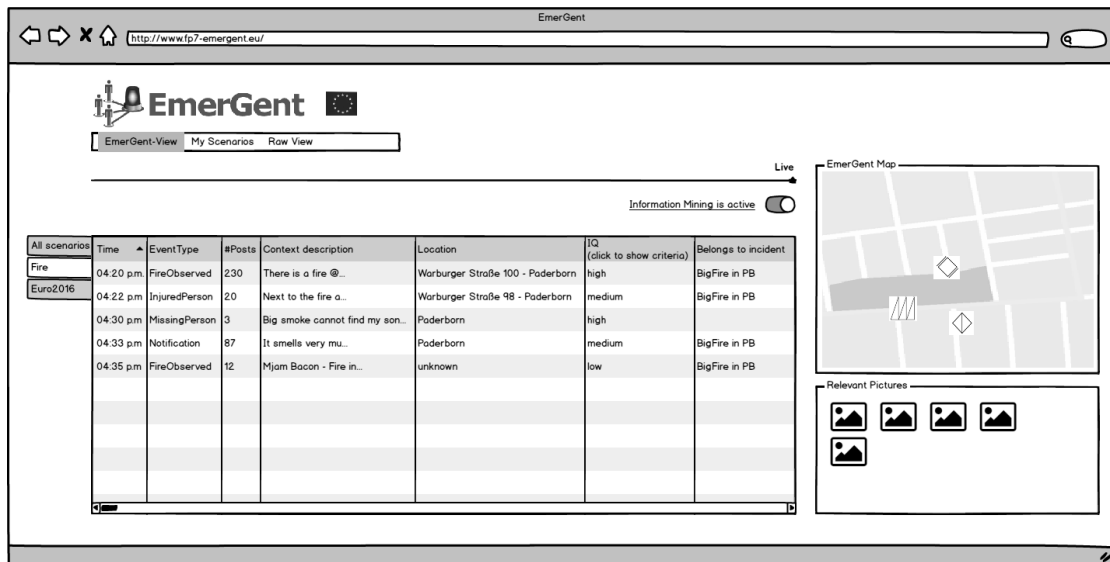 EmerGent
http://www.fp7-emergent.eu/
EmerGent
EmerGent-View My Scenarios Raw View
Live
Information Mining is active
All scenarios
Fire
Euro2016
Time EventType #Posts Context description Location IQ (click to show criteria) Belongs to incident
04:20 p.m. FireObserved 230 There is a fire @... Warburger Straße 100 - Paderborn high BigFire in PB
04:22 p.m InjuredPerson 20 Next to the fire a... Warburger Straße 98 - Paderborn medium BigFire in PB
04:30 p.m MissingPerson 3 Big smoke cannot find my son... Paderborn high
04:33 p.m Notification 87 It smells very mu... Paderborn medium BigFire in PB
04:35 p.m FireObserved 12 Mjam Bacon - Fire in... unknown low BigFire in PB
EmerGent Map
Relevant Pictures